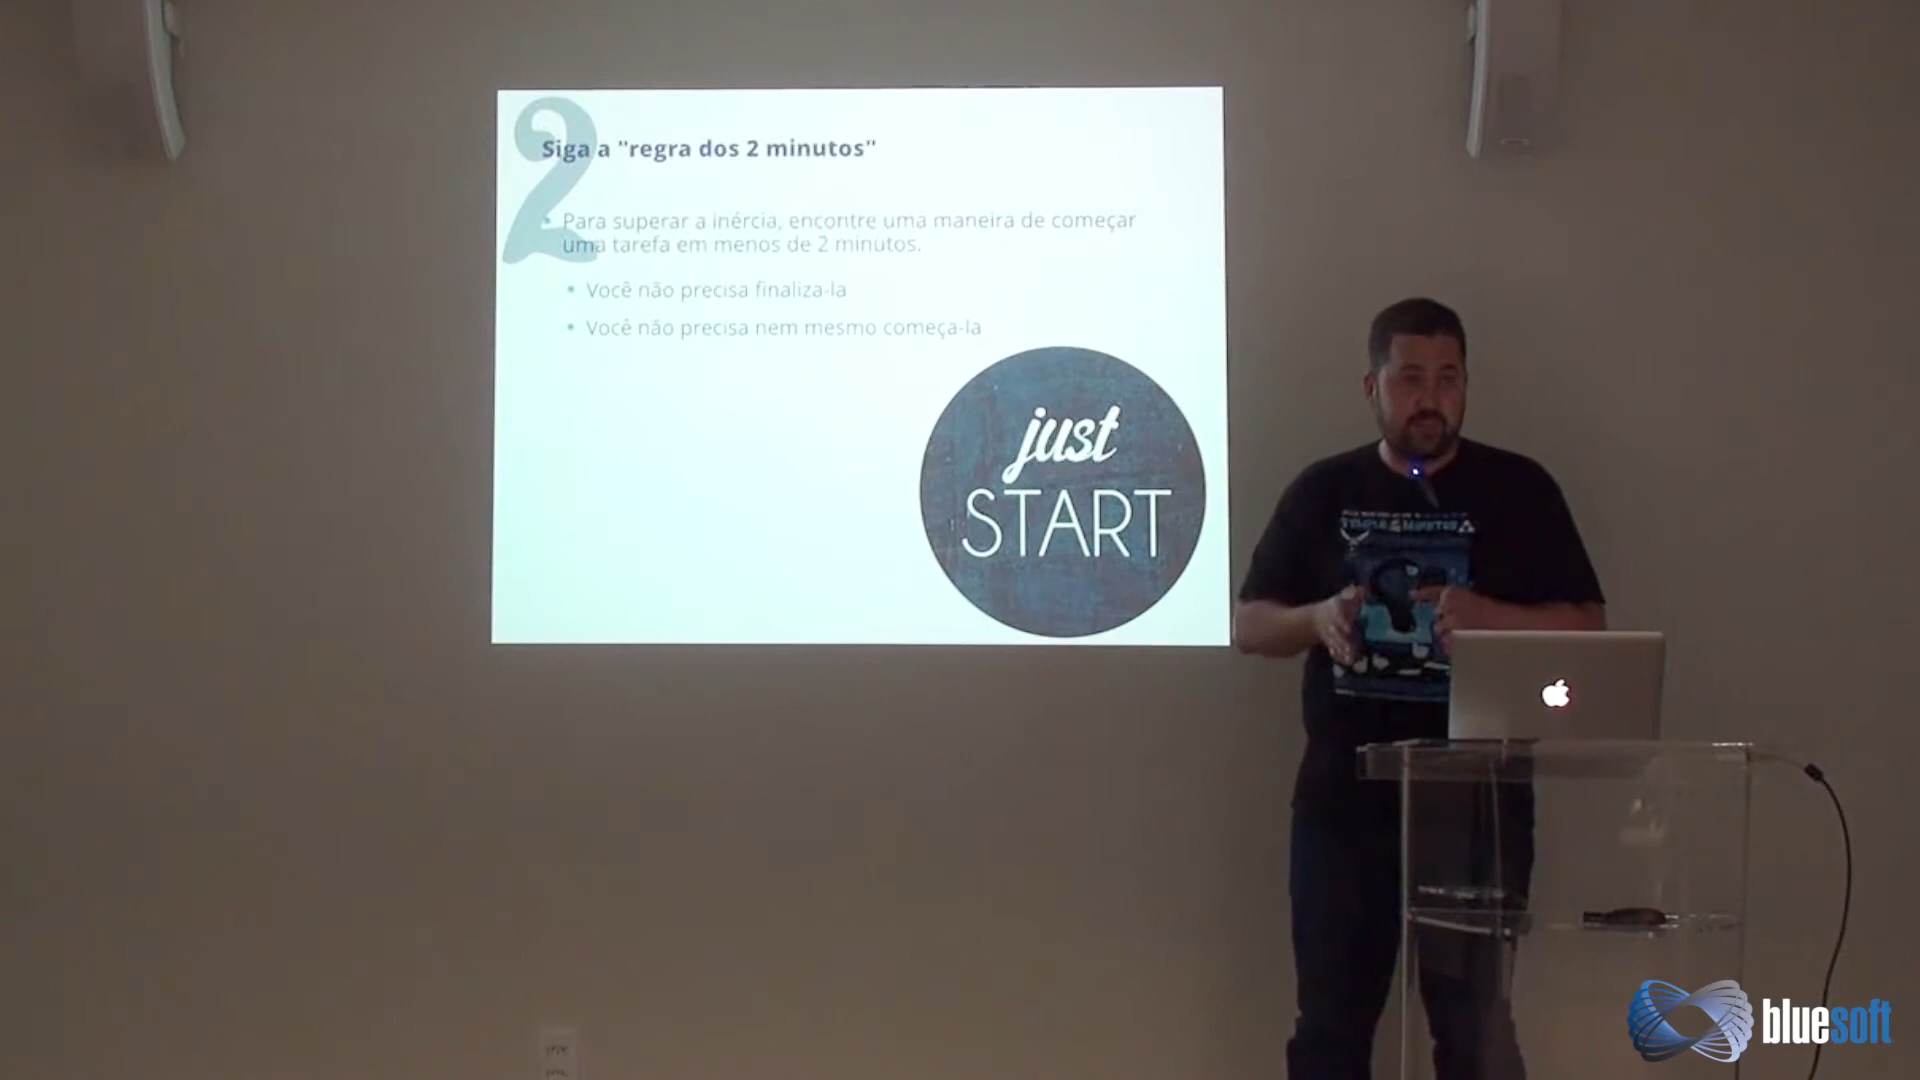 2
Siga a "regra dos 2 minutos"
Para superar a inércia, encontre uma maneira de começar
uma tarefa em menos de 2 minutos.
Você não precisa finaliza-la
Você não precisa nem mesmo começa-la
just
START
bluesoft